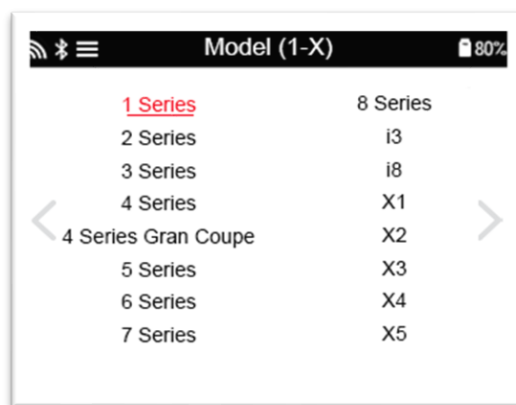 Model (1-X)
80%
1 Series
2 Series
3 Series
4 Series
4 Series Gran Coupe
5 Series
6 Series
7 Series
8 Series
i3
i8
X1
X2
X3
X4
X5